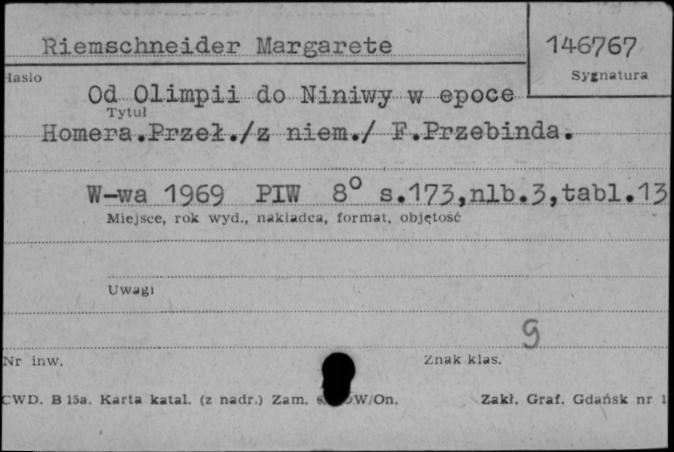 Riemschneider Margarete
146767
Hasło
Sygnatura
Od Olimpii do Niniwy w epoce
Tytuł
Homera.Przeł./z niem./ F.Przebinda.
W-wa 1969 PIW 8° s.173,nlb.3,tabl.13
Miejsce, rok wyd., nakładca, format, objętość
Uwagi
9
Nr inw.
Znak klas.
CWD. B 15a. Karta katal. (z nadr.) Zam. W/On.
Zakł. Graf. Gdańsk nr 1